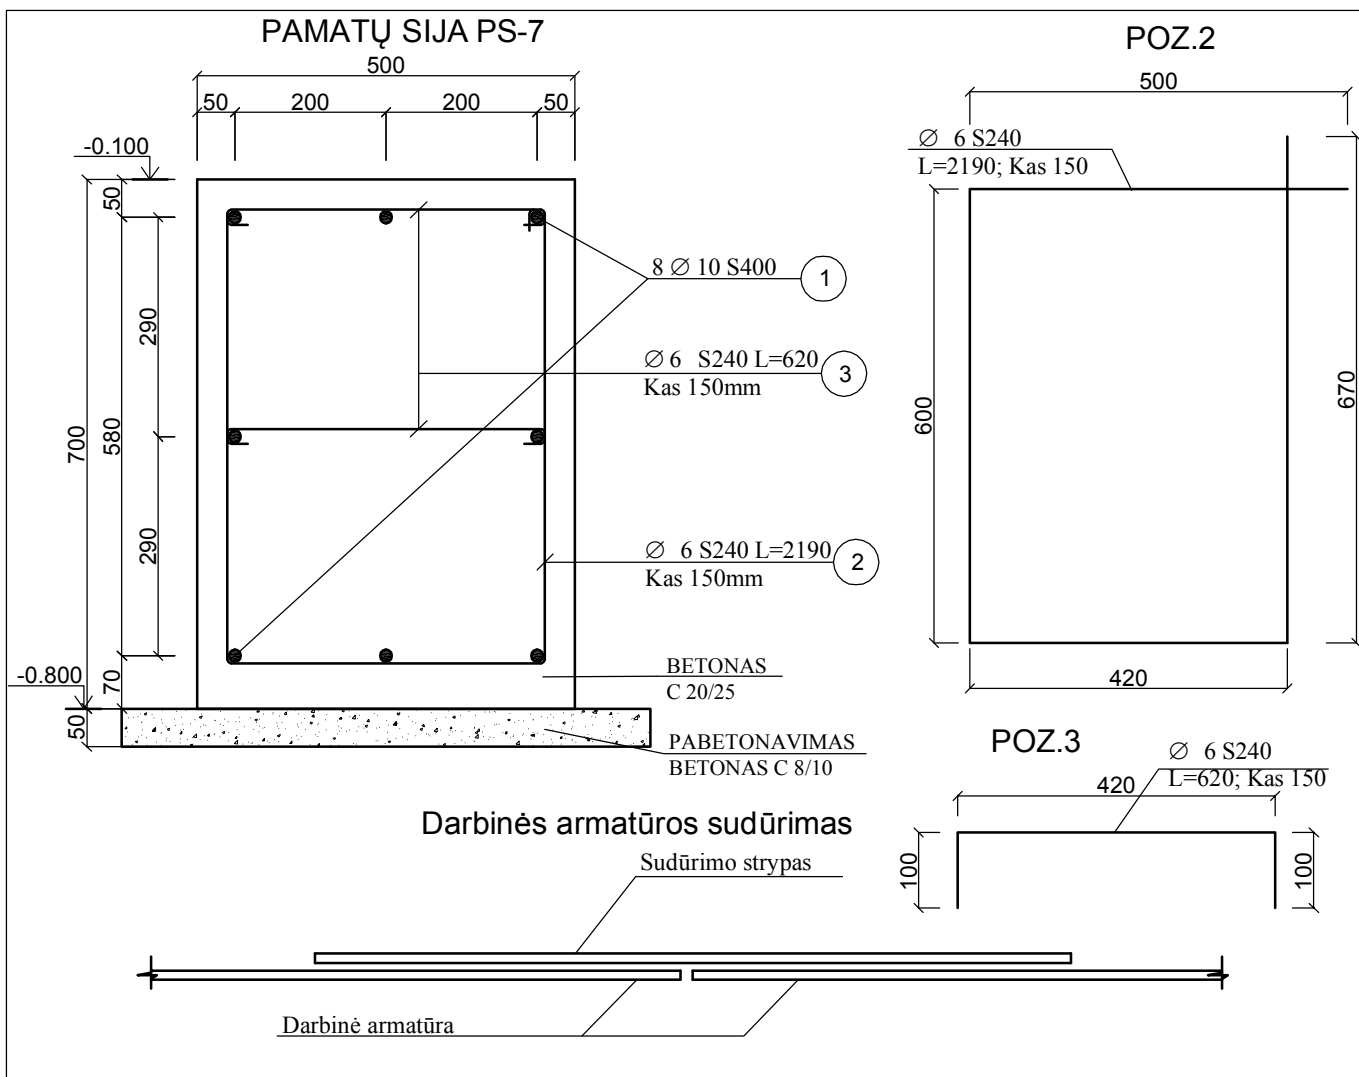 PAMATŲ SIJA PS-7
500
50
200
200
50
-0.100
50
290
580
700
290
70
-0.800
50
8 Ø 10 S400
1
Ø 6 S240 L=620
Kas 150mm
3
Ø 6 S240 L=2190
Kas 150mm
2
BETONAS
C 20/25
PABETONAVIMAS
BETONAS C 8/10
POZ.2
500
Ø 6 S240
L=2190; Kas 150
600
670
420
POZ.3
Ø 6 S240
L=620; Kas 150
420
100
100
Darbinės armatūros sudūrimas
Sudūrimo strypas
Darbinė armatūra